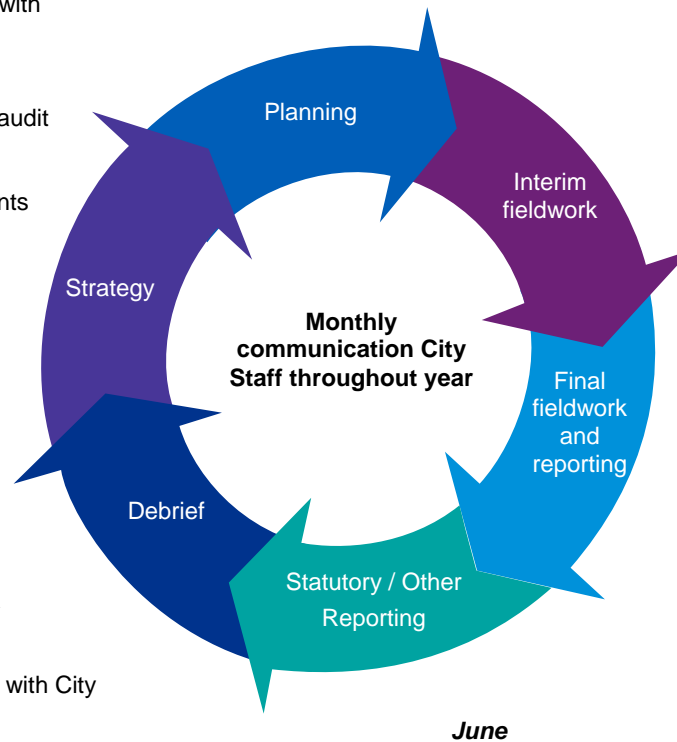 with
audit
nts
Planning
Interim
fieldwork
Strategy
Monthly
communication City
Staff throughout year
Final
fieldwork
and
reporting
Debrief
Statutory / Other
Reporting
with City
June